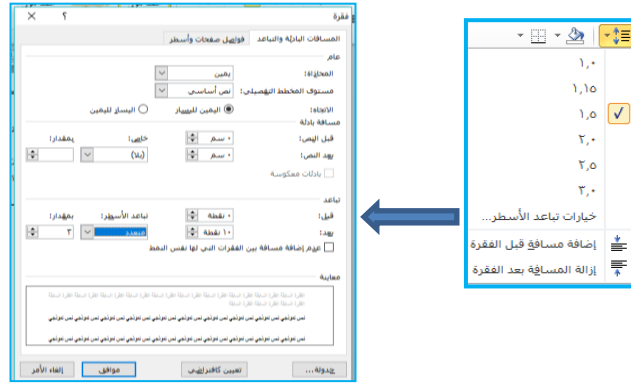 فقرة
؟
X
المسافات البادئة والتباعد
فواصل صفحات وأسطر
عام
المحاذاة:
يمين
مستوى المخطط التفصيلي:
نص أساسي
الاتجاه:
اليمين لليسار
اليسار لليمين
مسافة بادئة
قبل النص:
٠ سم
خاص:
بمقدار:
بعد النص:
٠ سم
(بلا)
بادئات معكوسة
تباعد
قبل:
٠ نقطة
تباعد الأسطر:
بمقدار:
بعد:
١٠ نقطة
متعدد
٣
عدم إضافة مسافة بين الفقرات التي لها نفس النمط
معاينة
جدولة...
تعيين كافتراضي
موافق
إلغاء الأمر
١,٠
١,١٥
١,٥
٢,٠
٢,٥
٣,٠
خيارات تباعد الأسطر...
إضافة مسافة قبل الفقرة
إزالة المسافة بعد الفقرة